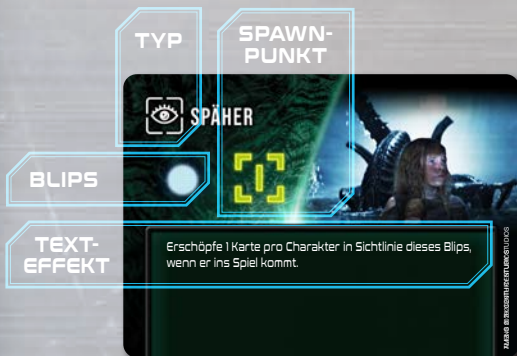 TYP
SPAWN-
PUNKT
SPÄHER
BLIPS
TEXT-
EFFEKT
Erschöpfe 1 Karte pro Charakter in Sichtlinie dieses Blips,
wenn er ins Spiel kommt.